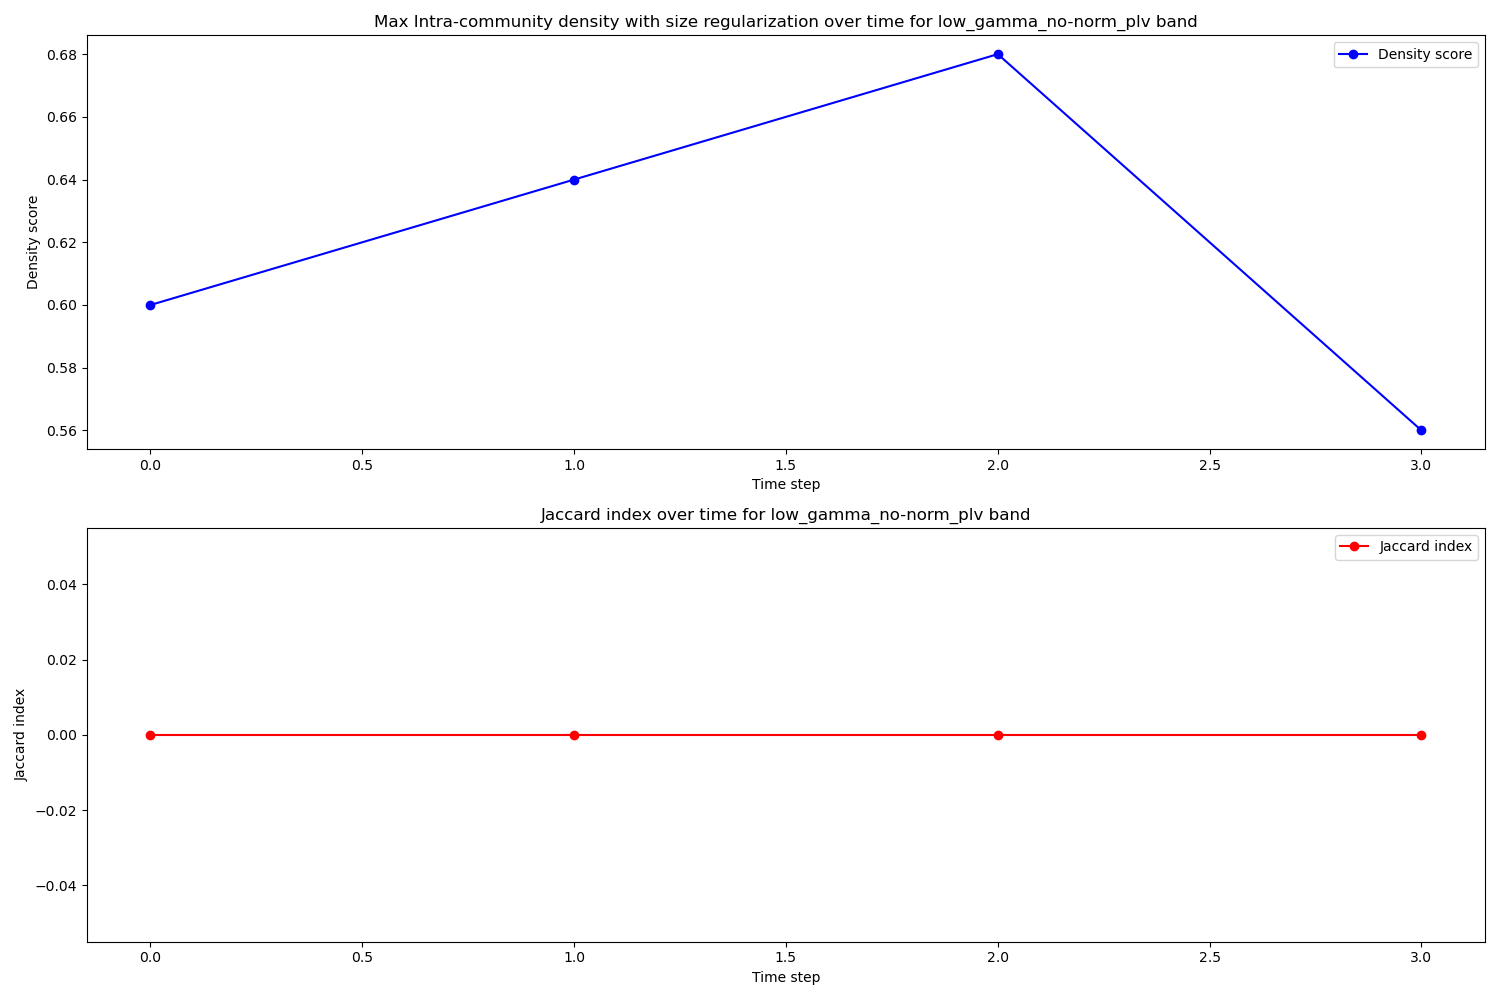 Max Intra-community density with size regularization over time for low_gamma_no-norm_plv band
Density score
0.68
0.66
0.64
0.62
0.60
0.58
0.56
Density score
0.0 0.5 1.0 1.5 2.0 2.5 3.0
Time step
Jaccard index over time for low_gamma_no-norm_plv band
Jaccard index
0.04
0.02
0.00
−0.02
−0.04
Jaccard index
0.0 0.5 1.0 1.5 2.0 2.5 3.0
Time step